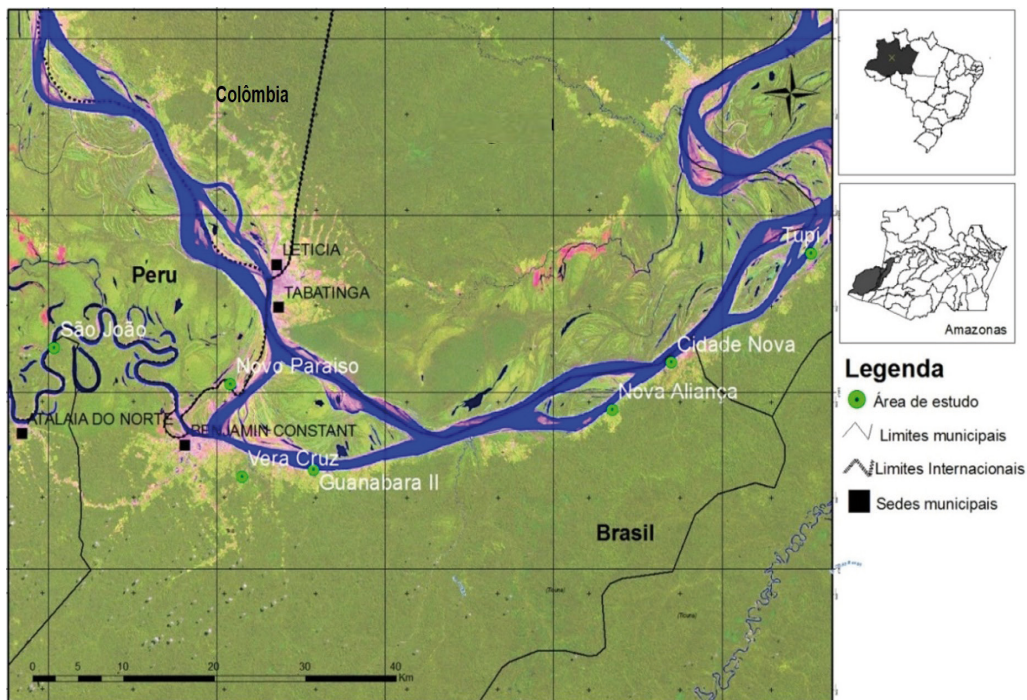 Colômbia
LETICIA
Peru
TABATINGA
Tupi
São João
Cidade Nova
Novo Paraiso
Nova Aliança
ATALAIA DO NORTE
BENJAMIN CONSTANT
Vera Cruz
Guanabara II
Brasil
0 5 10 20 30 40
Km
Amazonas
Legenda
Área de estudo
Limites municipais
Limites Internacionais
Sedes municipais